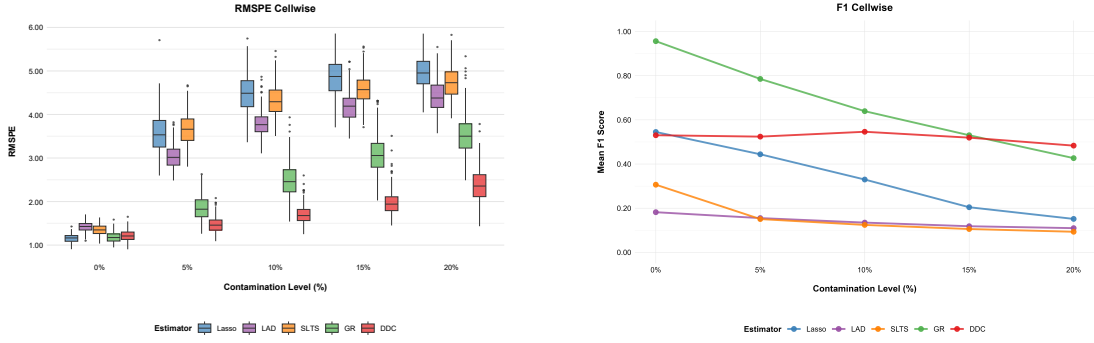 RMSPE Cellwise
6.00
5.00
4.00
3.00
2.00
1.00
RMSPE
0% 5% 10% 15% 20%
Contamination Level (%)
Estimator Lasso LAD SLTS GR DDC
F1 Cellwise
1.00
0.80
0.60
0.40
0.20
0.00
Mean F1 Score
0% 5% 10% 15% 20%
Contamination Level (%)
Estimator Lasso LAD SLTS GR DDC